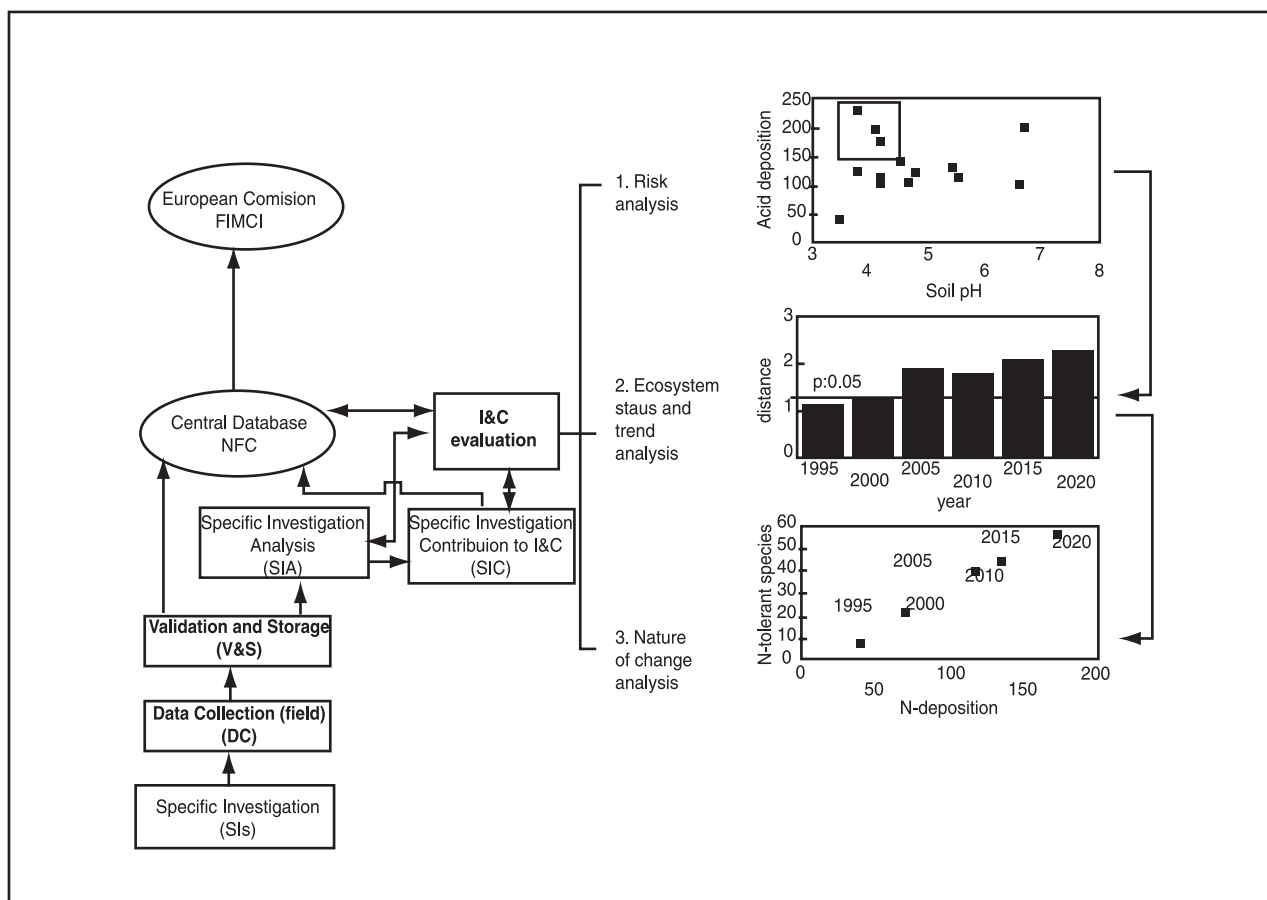 European Comision
FIMCI
Central Database
NFC
I&C
evaluation
Specific Investigation
Analysis
(SIA)
Specific Investigation
Contribuion to I&C
(SIC)
Validation and Storage
(V&S)
Data Collection (field)
(DC)
Specific Investigation
(SIs)
1. Risk
analysis
2. Ecosystem
staus and
trend
analysis
3. Nature
of change
analysis
Acid deposition
250
200
150
100
50
0
3
4
5
6
7
8
Soil pH
distance
3
2
1
0
p:0.05
1995
2000
2005
2010
2015
2020
year
N-tolerant species
60
50
40
30
20
10
0
1995
2000
2005
2010
2015
2020
0
50
100
150
200
N-deposition